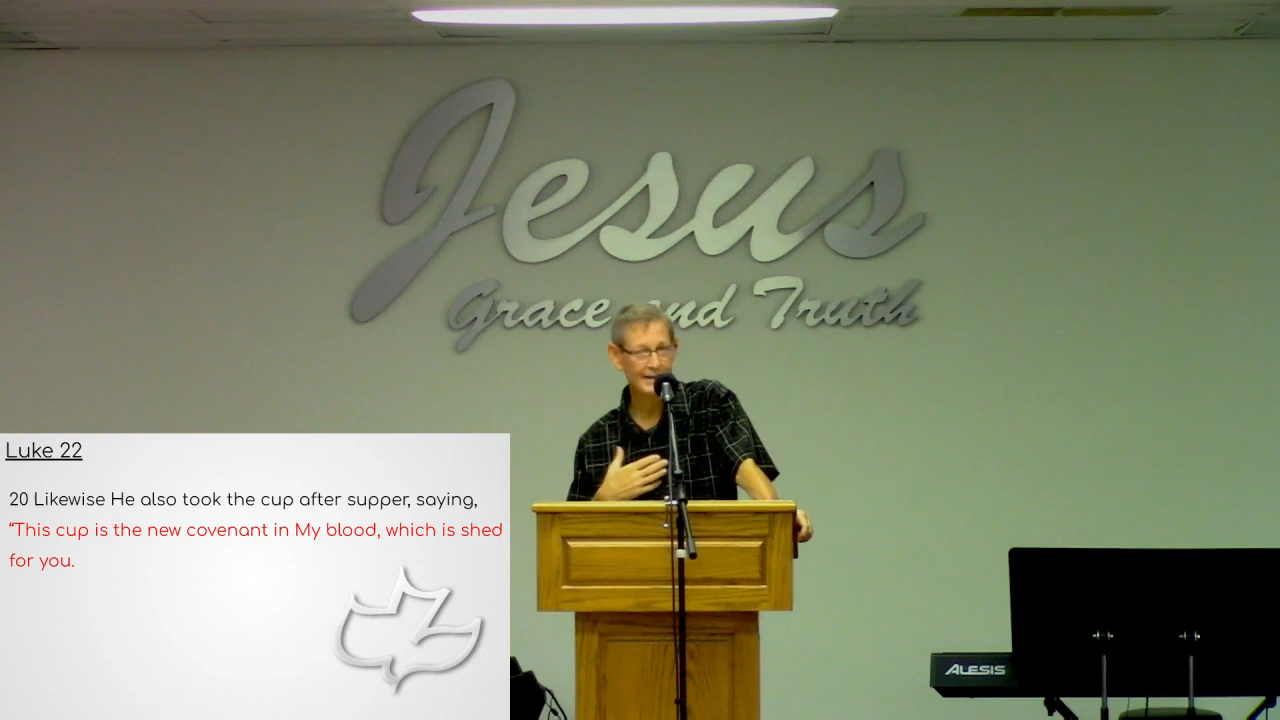 Jesus
Grace and Truth
Luke 22
20 Likewise He also took the cup after supper, saying,
“This cup is the new covenant in My blood, which is shed
for you.
ALESIS